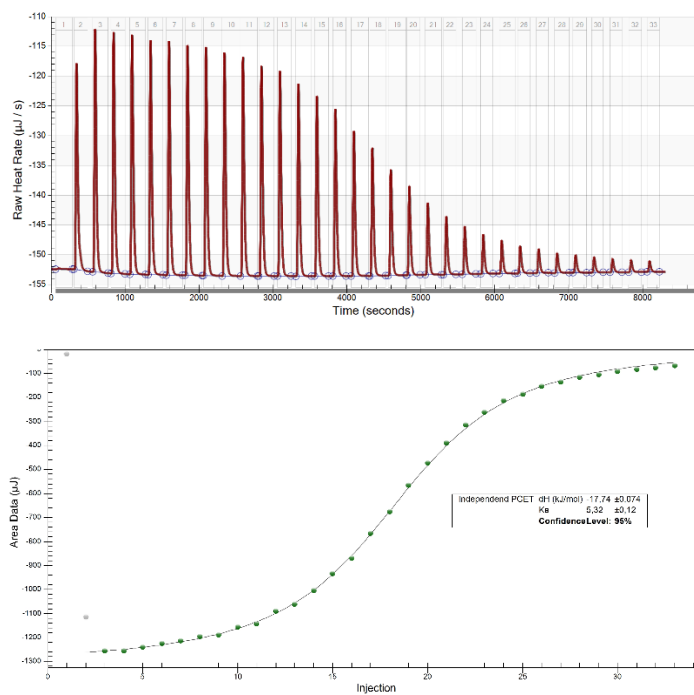 1 2 3 4 5 6 7 8 9 10 11 12 13 14 15 16 17 18 19 20 21 22 23 24 25 26 27 28 29 30 31 32 33
-110
-115
-120
-125
-130
-135
-140
-145
-150
-155
Raw Heat Rate (µJ / s)
0 1000 2000 3000 4000 5000 6000 7000 8000
Time (seconds)
0
-100
-200
-300
-400
-500
-600
-700
-800
-900
-1000
-1100
-1200
-1300
Area Data (µJ)
Independend PCET dH (kJ/mol) -17,74 ±0,074
Ke 5,32 ±0,12
Confidence Level: 95%
0 5 10 15 20 25 30
Injection